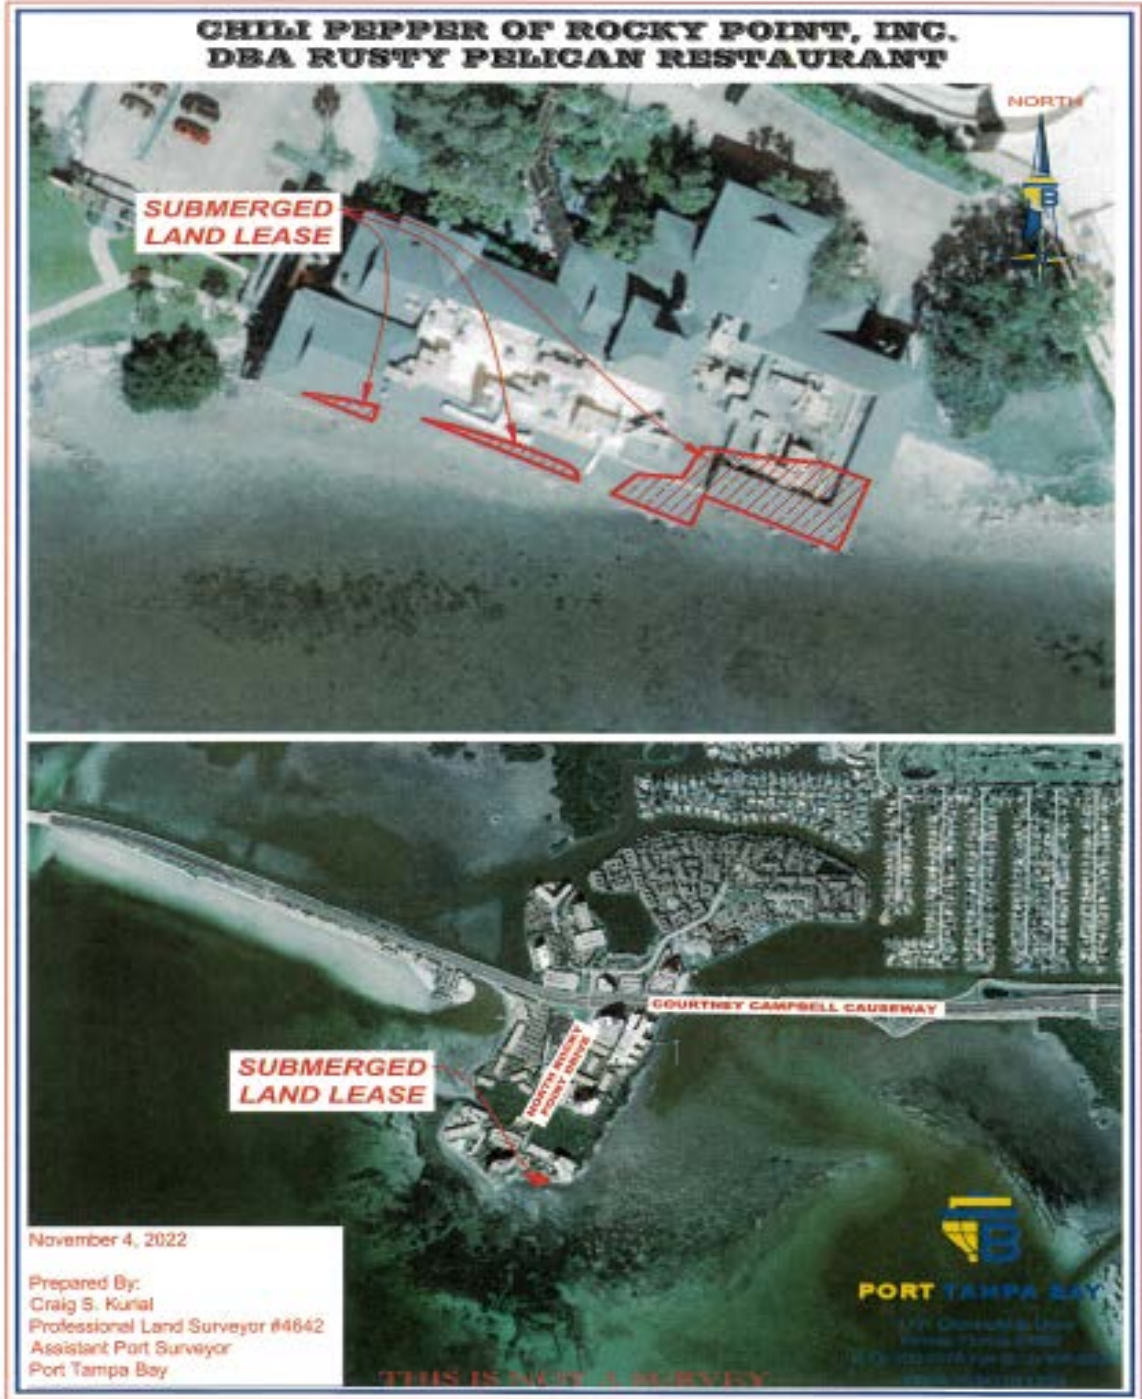 CHILI PEPPER OF ROCKY POINT, INC.
DBA RUSTY PELICAN RESTAURANT
NORTH
SUBMERGED
LAND LEASE
COURTNEY CAMPBELL CAUSEWAY
NORTH ROCKY
POINT DRIVE
SUBMERGED
LAND LEASE
November 4, 2022
Prepared By:
Craig S. Kurial
Professional Land Surveyor #4642
Assistant Port Surveyor
Port Tampa Bay
PORT TAMPA BAY
THIS IS NOT A SURVEY